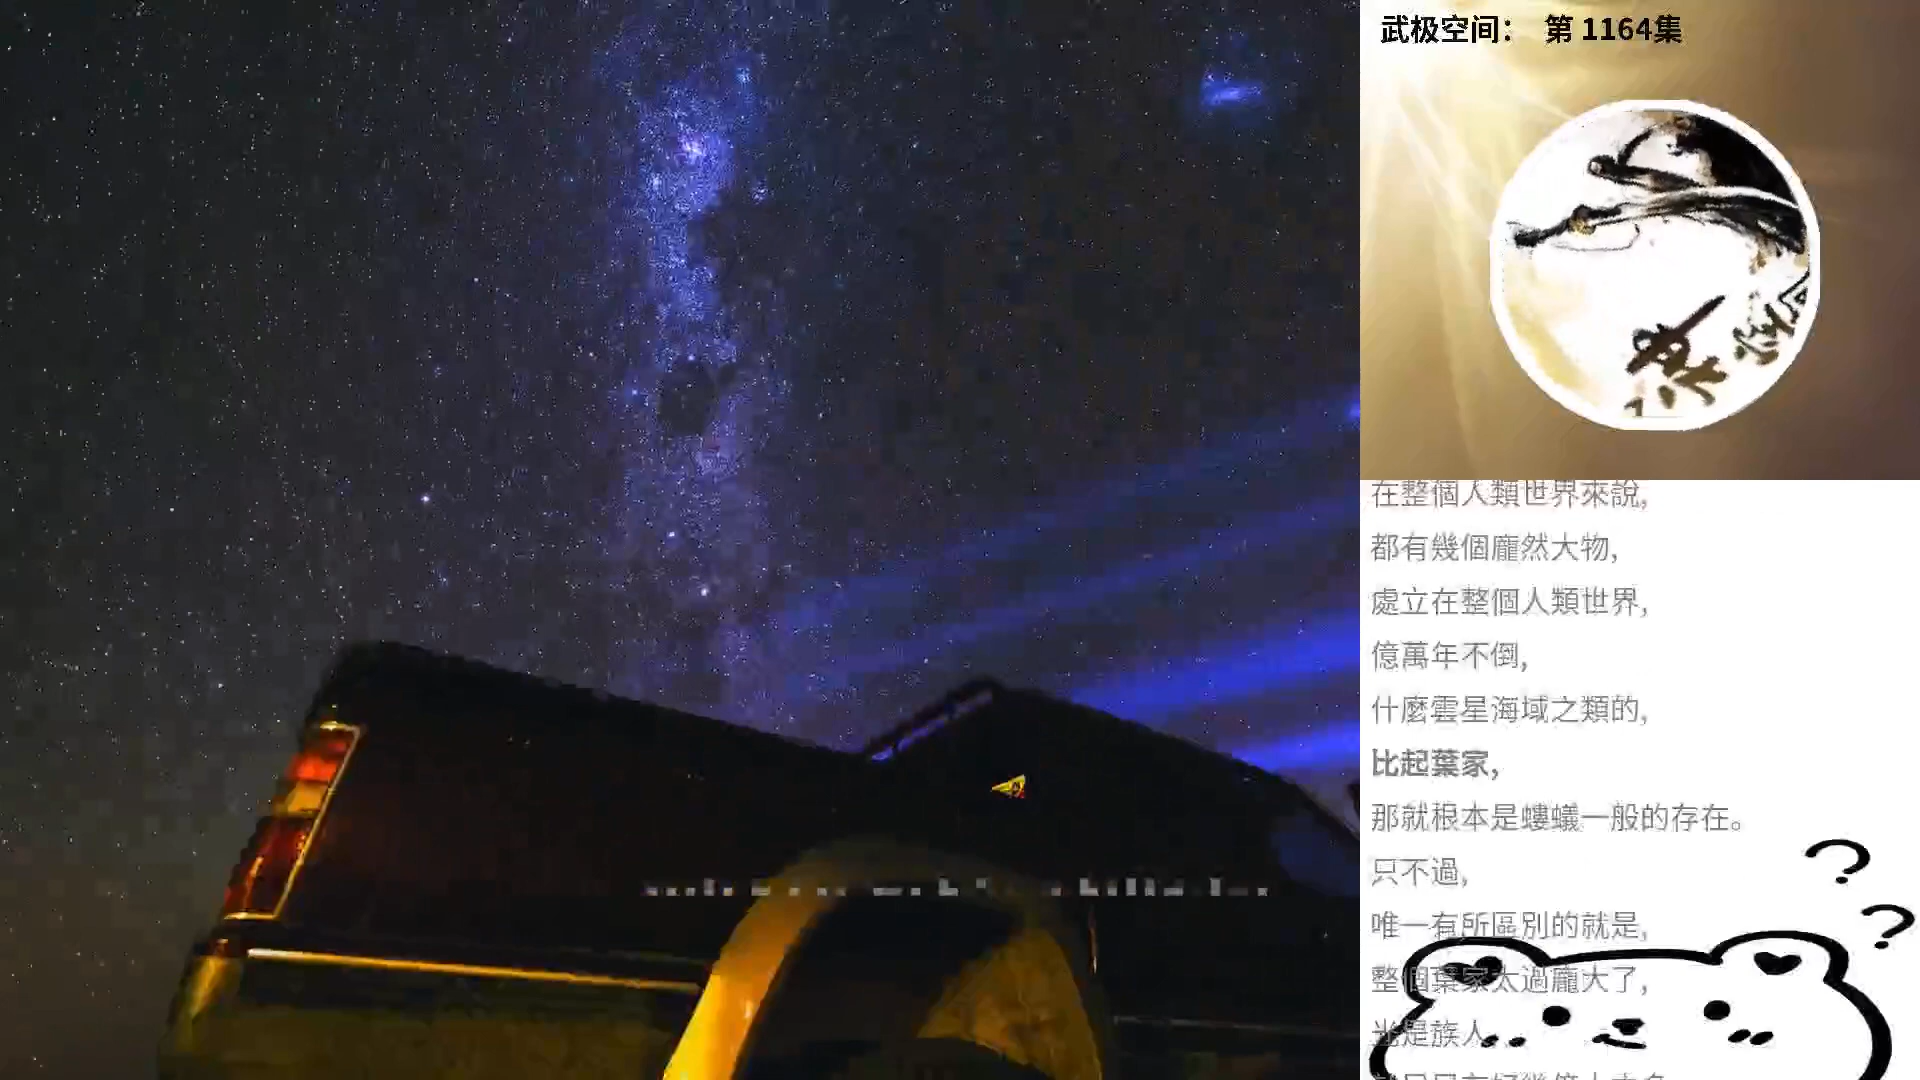 武极空间： 第 1164集
在整個人類世界來說,
都有幾個龐然大物,
處立在整個人類世界,
億萬年不倒,
什麼雲星海域之類的,
比起葉家,
那就根本是螻蟻一般的存在。
只不過,
唯一有所區別的就是,
整個葉家太過龐大了,
光是族人,